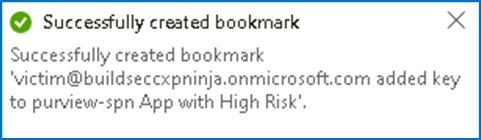 Successfully created bookmark
Successfully created bookmark
'victim@buildseccxpninja.onmicrosoft.com added key
to purview-spn App with High Risk'.